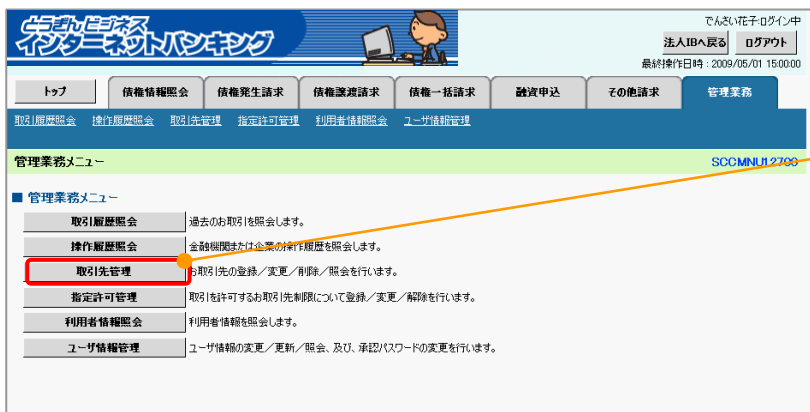 とうぎんビジネス
インターネットバンキング
でんさい花子:ログイン中
法人IBへ戻る ログアウト
最終操作日時:2009/05/01 15:00:00
トップ 債権情報照会 債権発生請求 債権譲渡請求 債権一括請求 融資申込 その他請求 管理業務
取引履歴照会 操作履歴照会 取引先管理 指定許可管理 利用者情報照会 ユーザ情報管理
管理業務メニュー SCCMNU12700
■ 管理業務メニュー
取引履歴照会 過去のお取引を照会します。
操作履歴照会 金融機関または企業の操作履歴を照会します。
取引先管理 お取引先の登録/変更/削除/照会を行います。
指定許可管理 取引を許可するお取引先制限について登録/変更/解除を行います。
利用者情報照会 利用者情報を照会します。
ユーザ情報管理 ユーザ情報の変更/更新/照会、及び、承認パスワードの変更を行います。